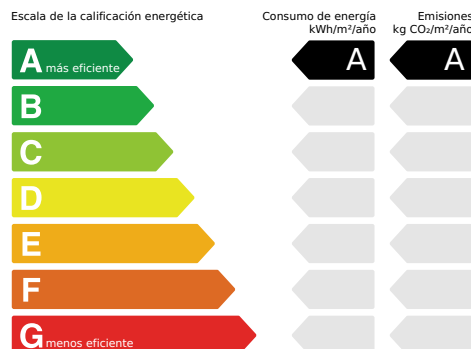 Escala de la calificación energética
Consumo de energía
kWh/m²/año
Emisiones
kg CO₂/m²/año
A más eficiente
A
A
B
C
D
E
F
G menos eficiente